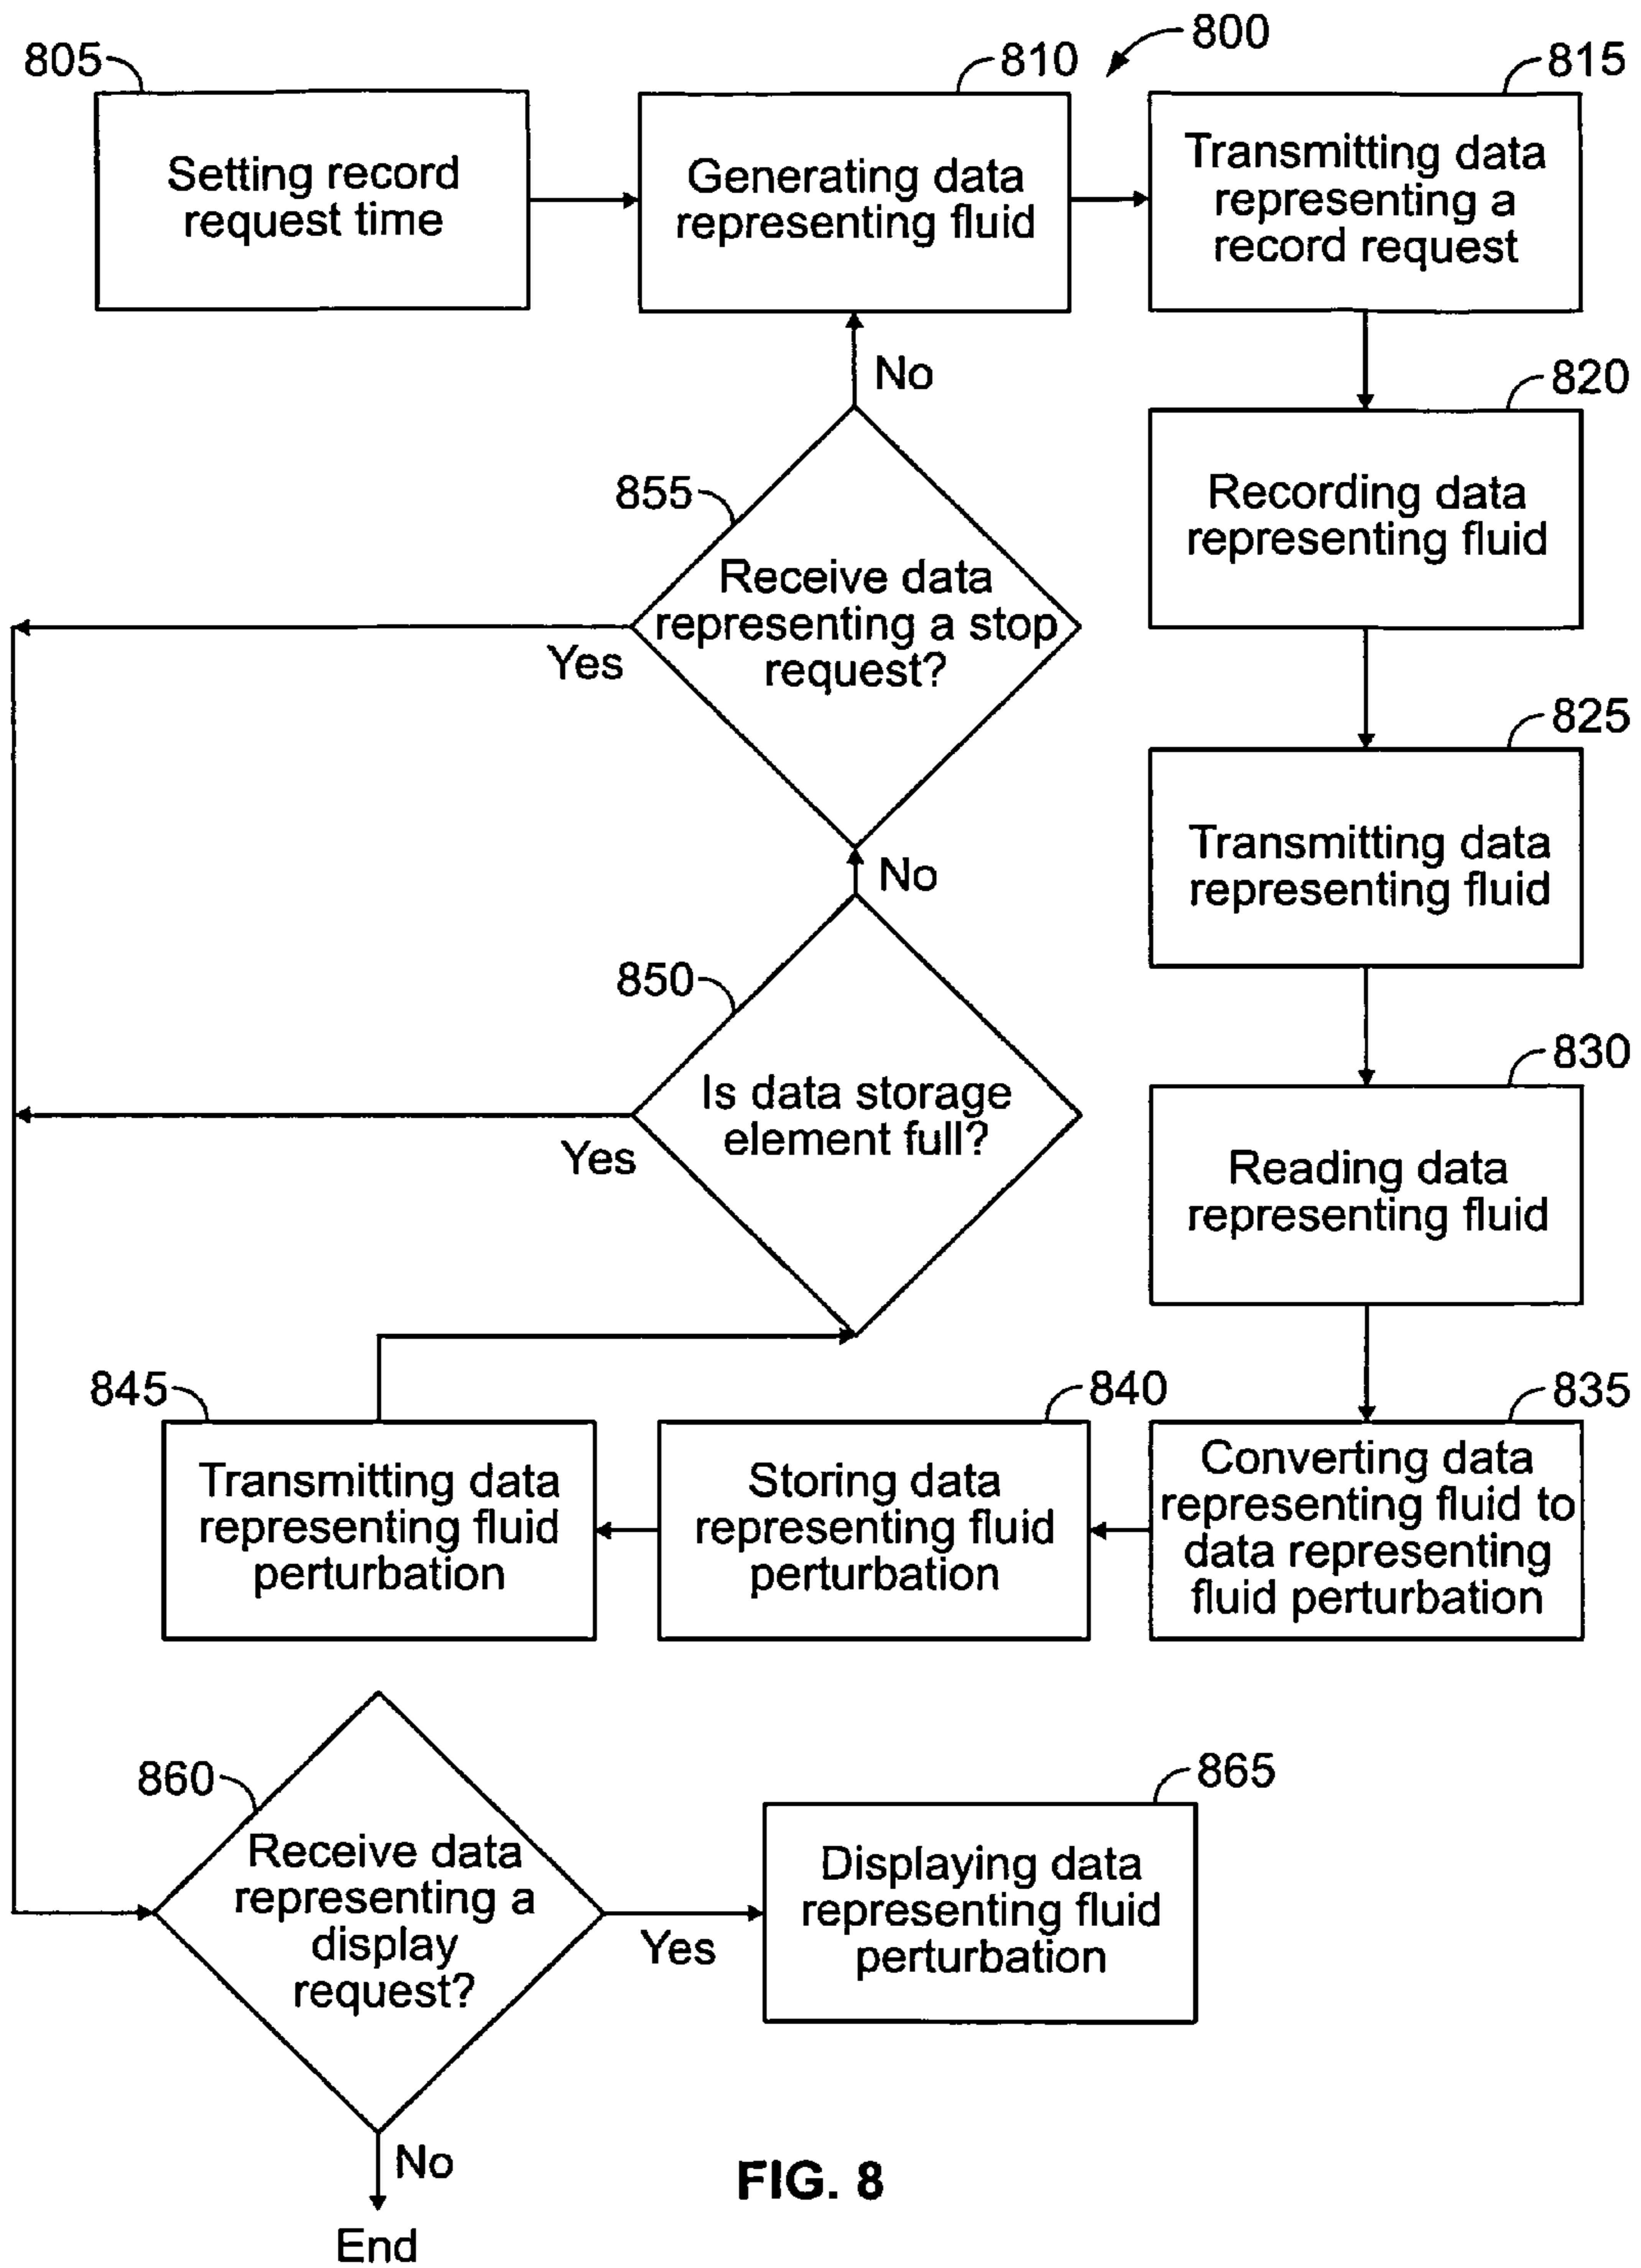 800
805
Setting record
request time
810
Generating data
representing fluid
815
Transmitting data
representing a
record request
820
Recording data
representing fluid
825
Transmitting data
representing fluid
830
Reading data
representing fluid
835
Converting data
representing fluid to
data representing
fluid perturbation
840
Storing data
representing fluid
perturbation
845
Transmitting data
representing fluid
perturbation
850
Is data storage
element full?
Yes
No
855
Receive data
representing a stop
request?
Yes
No
860
Receive data
representing a
display
request?
Yes
No
End
865
Displaying data
representing fluid
perturbation
FIG. 8